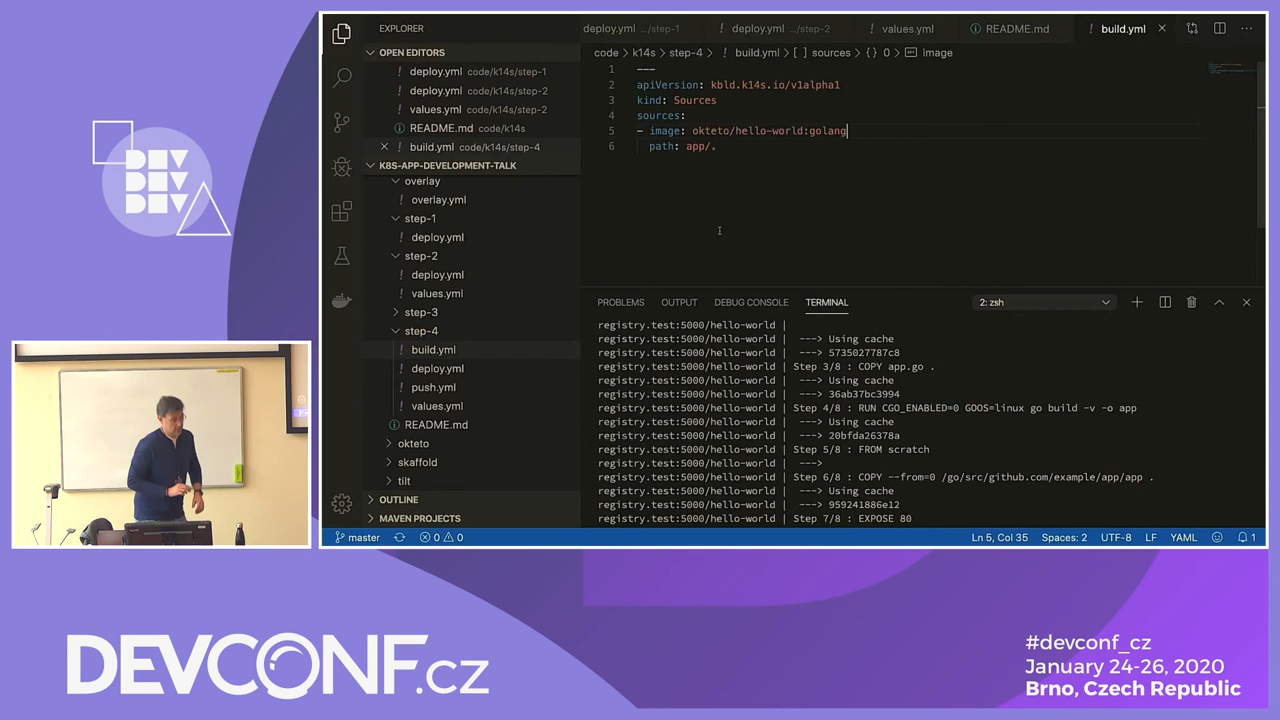 DEV
DEV
DEV
EXPLORER
OPEN EDITORS
deploy.yml code/k14s/step-1
deploy.yml code/k14s/step-2
values.yml code/k14s/step-2
README.md code/k14s
build.yml code/k14s/step-4
K8S-APP-DEVELOPMENT-TALK
overlay
overlay.yml
step-1
deploy.yml
step-2
deploy.yml
values.yml
step-3
step-4
build.yml
deploy.yml
push.yml
values.yml
README.md
okteto
skaffold
tilt
OUTLINE
MAVEN PROJECTS
deploy.yml .../step-1
deploy.yml .../step-2
values.yml
README.md
build.yml
code > k14s > step-4 > ! build.yml > [ ] sources > { } 0 > image
1 ---
2 apiVersion: kbld.k14s.io/v1alpha1
3 kind: Sources
4 sources:
5 - image: okteto/hello-world:golang
6 path: app/.
PROBLEMS OUTPUT DEBUG CONSOLE TERMINAL 2: zsh
registry.test:5000/hello-world |
registry.test:5000/hello-world | ---> Using cache
registry.test:5000/hello-world | ---> 5735027787c8
registry.test:5000/hello-world | Step 3/8 : COPY app.go .
registry.test:5000/hello-world | ---> Using cache
registry.test:5000/hello-world | ---> 36ab37bc3994
registry.test:5000/hello-world | Step 4/8 : RUN CGO_ENABLED=0 GOOS=linux go build -v -o app
registry.test:5000/hello-world | ---> Using cache
registry.test:5000/hello-world | ---> 20bfda26378a
registry.test:5000/hello-world | Step 5/8 : FROM scratch
registry.test:5000/hello-world | --->
registry.test:5000/hello-world | Step 6/8 : COPY --from=0 /go/src/github.com/example/app/app .
registry.test:5000/hello-world | ---> Using cache
registry.test:5000/hello-world | ---> 959241886e12
registry.test:5000/hello-world | Step 7/8 : EXPOSE 80
master 0 0 Ln 5, Col 35 Spaces: 2 UTF-8 LF YAML 1
DEVCONF.cz
#devconf_cz
January 24-26, 2020
Brno, Czech Republic